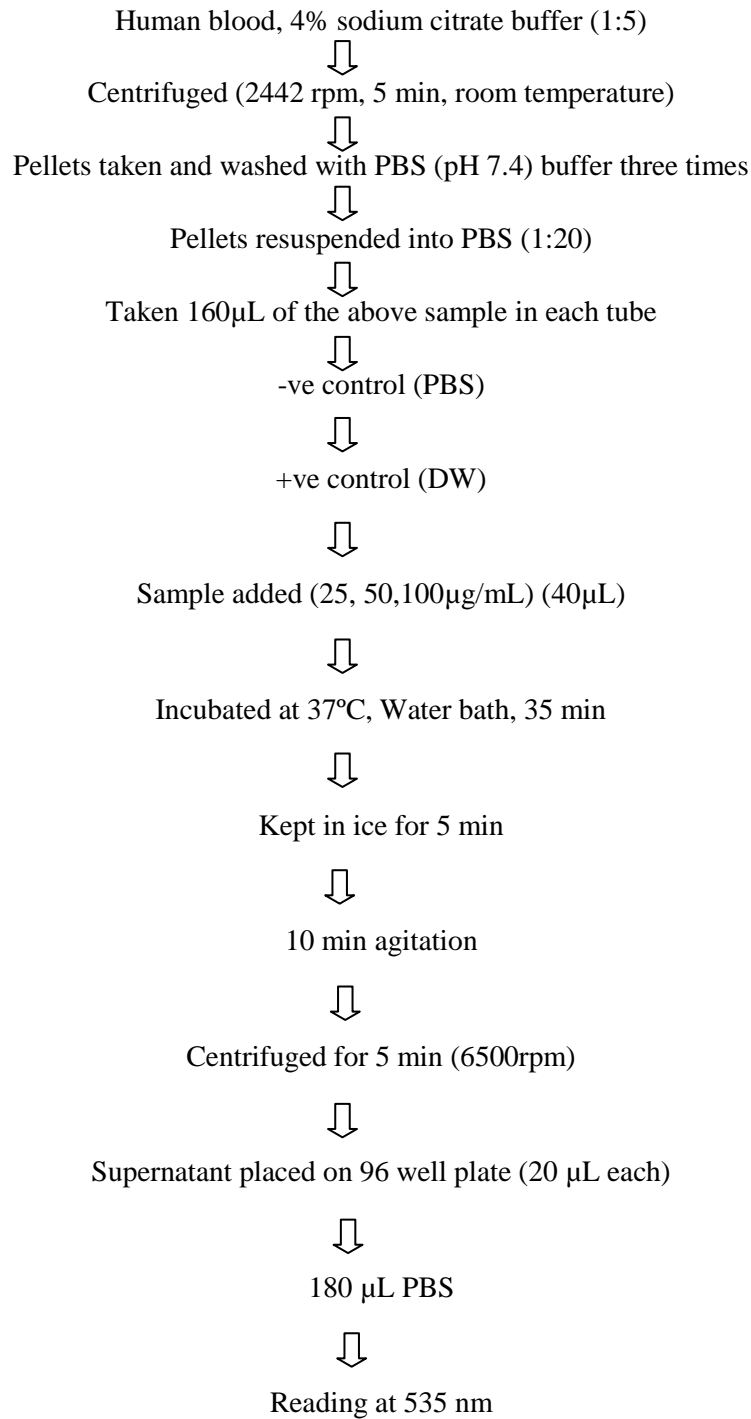 Human blood, 4% sodium citrate buffer (1:5)
Centrifuged (2442 rpm, 5 min, room temperature)
Pellets taken and washed with PBS (pH 7.4) buffer three times
Pellets resuspended into PBS (1:20)
Taken 160µL of the above sample in each tube
-ve control (PBS)
+ve control (DW)
Sample added (25, 50,100µg/mL) (40µL)
Incubated at 37ºC, Water bath, 35 min
Kept in ice for 5 min
10 min agitation
Centrifuged for 5 min (6500rpm)
Supernatant placed on 96 well plate (20 µL each)
180 µL PBS
Reading at 535 nm